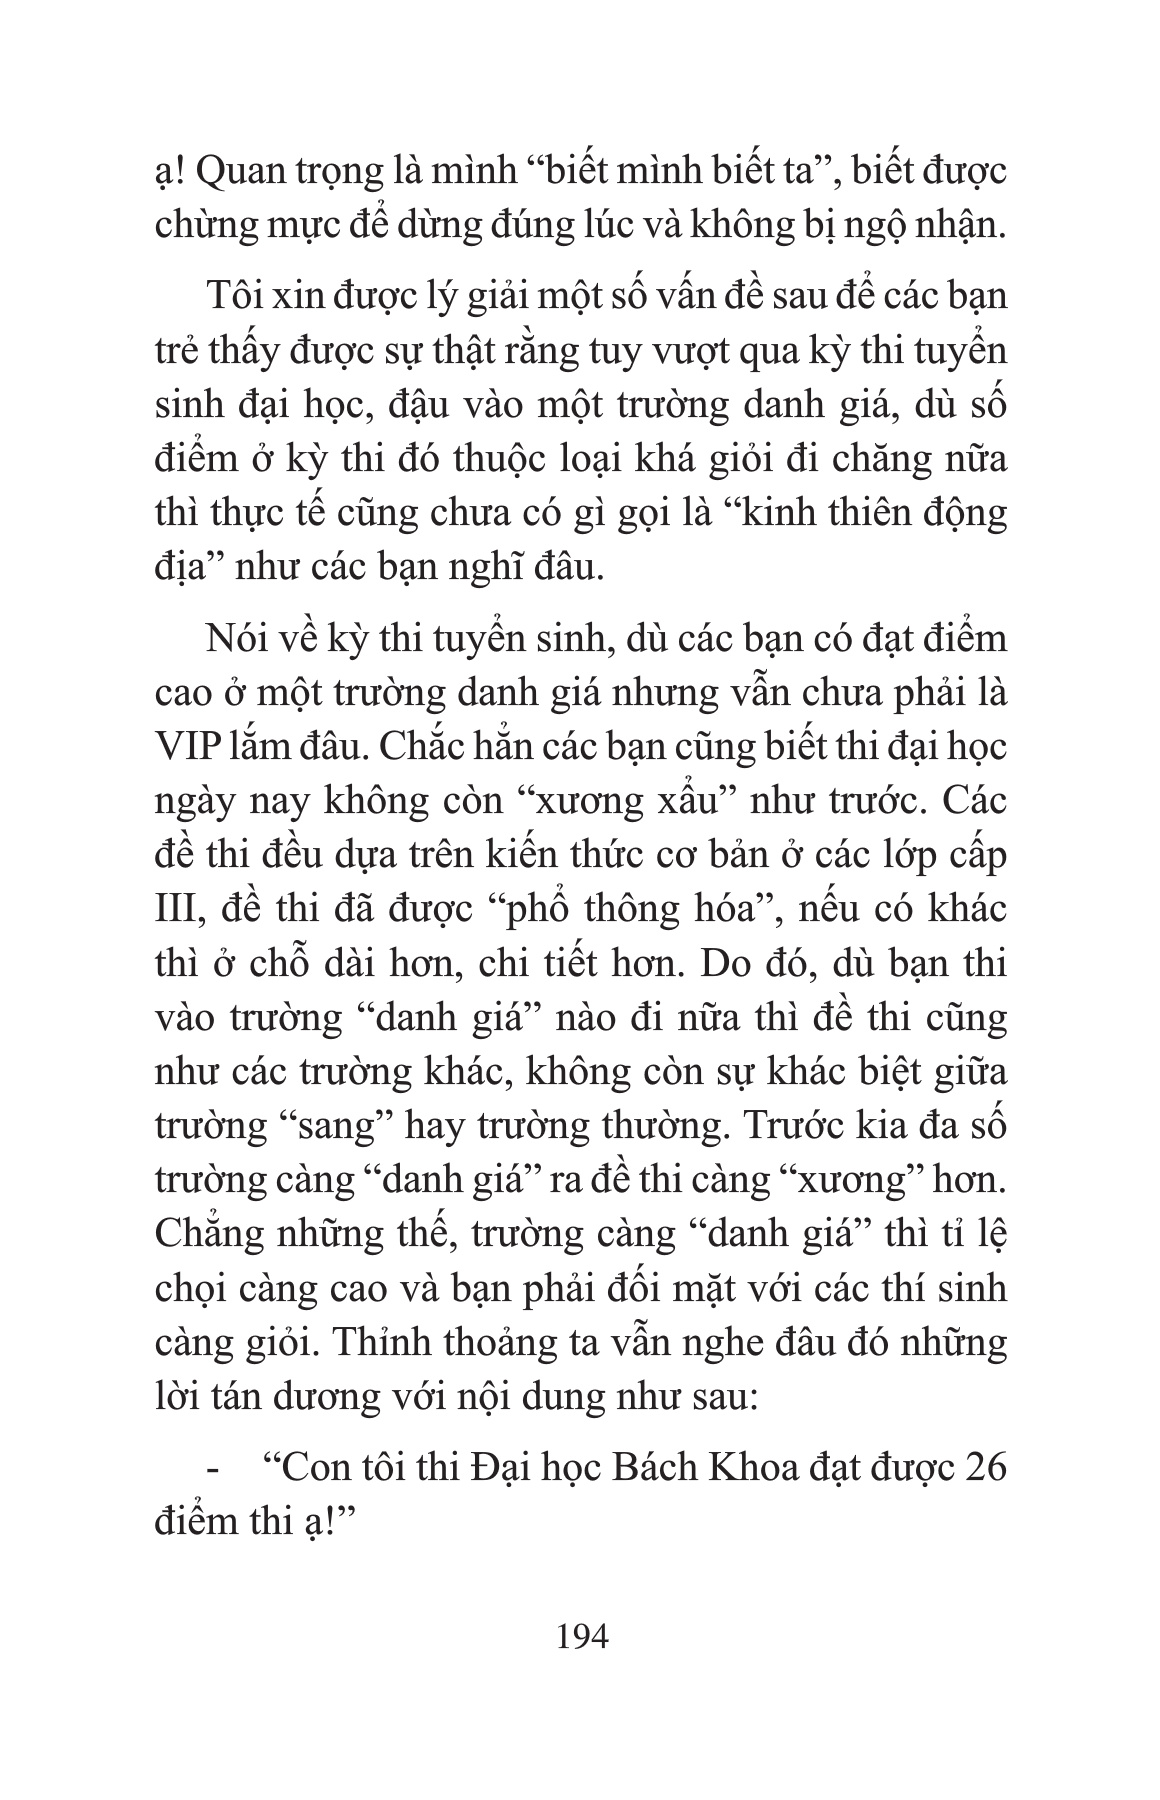 ạ! Quan trọng là mình “biết mình biết ta”, biết được
chừng mực để dừng đúng lúc và không bị ngộ nhận.
Tôi xin được lý giải một số vấn đề sau để các bạn
trẻ thấy được sự thật rằng tuy vượt qua kỳ thi tuyển
sinh đại học, đậu vào một trường danh giá, dù số
điểm ở kỳ thi đó thuộc loại khá giỏi đi chăng nữa
thì thực tế cũng chưa có gì gọi là “kinh thiên động
địa” như các bạn nghĩ đâu.
Nói về kỳ thi tuyển sinh, dù các bạn có đạt điểm
cao ở một trường danh giá nhưng vẫn chưa phải là
VIP lắm đâu. Chắc hẳn các bạn cũng biết thi đại học
ngày nay không còn “xương xẩu” như trước. Các
đề thi đều dựa trên kiến thức cơ bản ở các lớp cấp
III, đề thi đã được “phổ thông hóa”, nếu có khác
thì ở chỗ dài hơn, chi tiết hơn. Do đó, dù bạn thi
vào trường “danh giá” nào đi nữa thì đề thi cũng
như các trường khác, không còn sự khác biệt giữa
trường “sang” hay trường thường. Trước kia đa số
trường càng “danh giá” ra đề thi càng “xương” hơn.
Chẳng những thế, trường càng “danh giá” thì tỉ lệ
chọi càng cao và bạn phải đối mặt với các thí sinh
càng giỏi. Thỉnh thoảng ta vẫn nghe đâu đó những
lời tán dương với nội dung như sau:
- “Con tôi thi Đại học Bách Khoa đạt được 26
điểm thi ạ!”
194